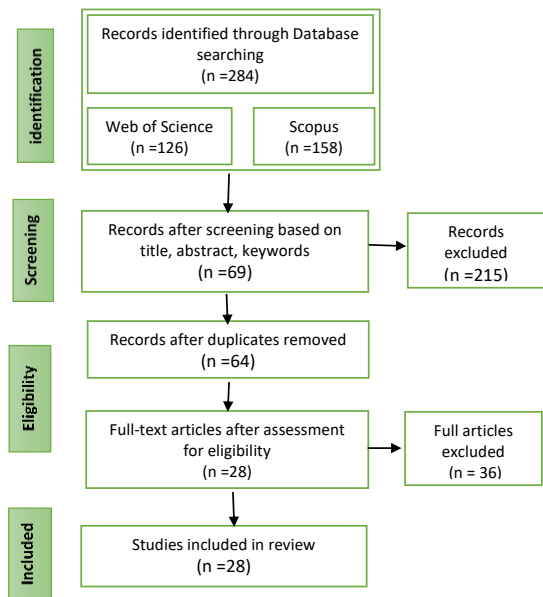 identification
Records identified through Database
searching
(n =284)
Web of Science
(n =126)
Scopus
(n =158)
Screening
Records after screening based on
title, abstract, keywords
(n =69)
Records
excluded
(n =215)
Eligibility
Records after duplicates removed
(n =64)
Full-text articles after assessment
for eligibility
(n =28)
Full articles
excluded
(n = 36)
Included
Studies included in review
(n =28)